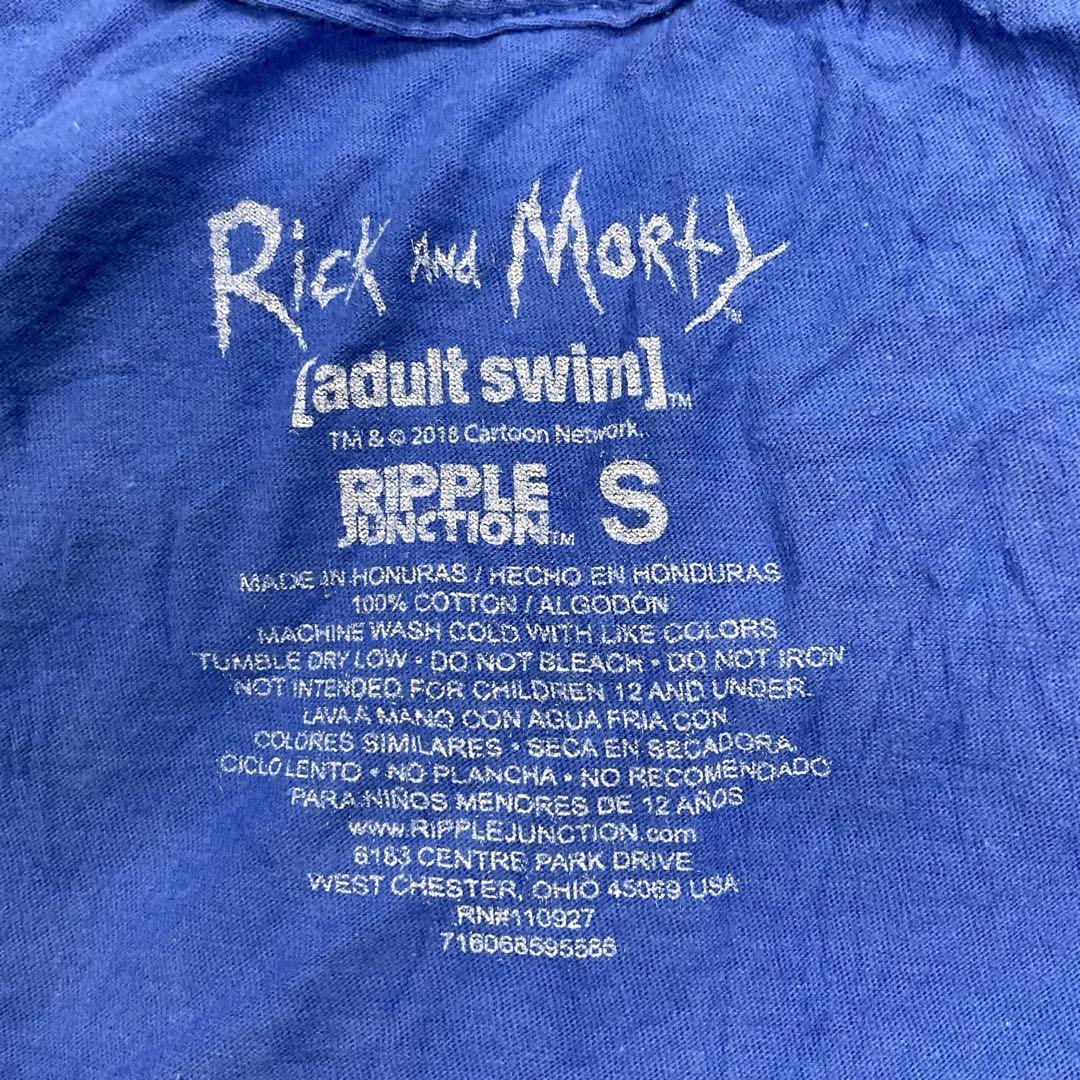 Rick And Morty™
[adult swim]™
TM & © 2018 Cartoon Network.
RIPPLE JUNCTION™ S
MADE IN HONURAS / HECHO EN HONDURAS
100% COTTON / ALGODÓN
MACHINE WASH COLD WITH LIKE COLORS
TUMBLE DRY LOW • DO NOT BLEACH • DO NOT IRON
NOT INTENDED FOR CHILDREN 12 AND UNDER.
LAVA A MANO CON AGUA FRIA CON
COLORES SIMILARES • SECA EN SECADORA
CICLO LENTO • NO PLANCHA • NO RECOMENDADO
PARA NIÑOS MENORES DE 12 AÑOS
www.RIPPLEJUNCTION.com
6183 CENTRE PARK DRIVE
WEST CHESTER, OHIO 45069 USA
RN#110927
716068595586